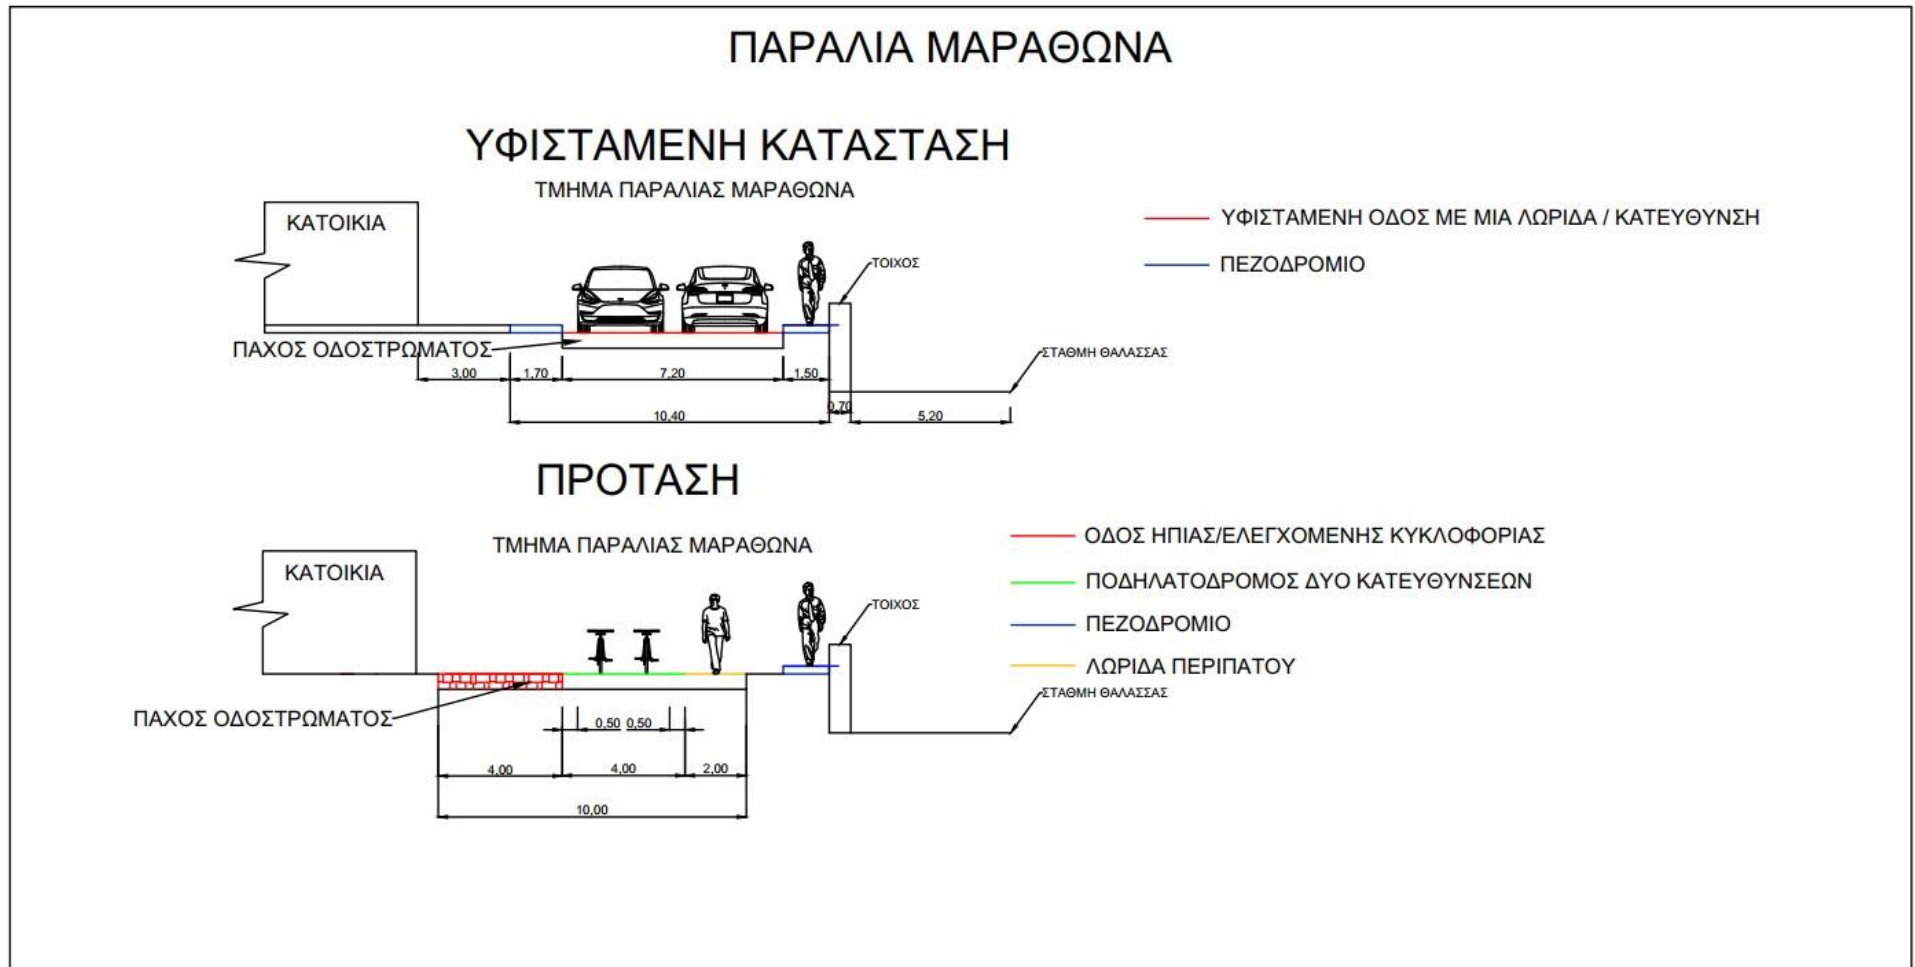 ΠΑΡΑΛΙΑ ΜΑΡΑΘΩΝΑ
ΥΦΙΣΤΑΜΕΝΗ ΚΑΤΑΣΤΑΣΗ
ΤΜΗΜΑ ΠΑΡΑΛΙΑΣ ΜΑΡΑΘΩΝΑ
ΚΑΤΟΙΚΙΑ
ΥΦΙΣΤΑΜΕΝΗ ΟΔΟΣ ΜΕ ΜΙΑ ΛΩΡΙΔΑ / ΚΑΤΕΥΘΥΝΣΗ
ΠΕΖΟΔΡΟΜΙΟ
ΤΟΙΧΟΣ
ΠΑΧΟΣ ΟΔΟΣΤΡΩΜΑΤΟΣ
ΣΤΑΘΜΗ ΘΑΛΑΣΣΑΣ
3,00 1,70 7,20 1,50
0,70
10,40 5,20
ΠΡΟΤΑΣΗ
ΤΜΗΜΑ ΠΑΡΑΛΙΑΣ ΜΑΡΑΘΩΝΑ
ΟΔΟΣ ΗΠΙΑΣ/ΕΛΕΓΧΟΜΕΝΗΣ ΚΥΚΛΟΦΟΡΙΑΣ
ΚΑΤΟΙΚΙΑ
ΠΟΔΗΛΑΤΟΔΡΟΜΟΣ ΔΥΟ ΚΑΤΕΥΘΥΝΣΕΩΝ
ΤΟΙΧΟΣ
ΠΕΖΟΔΡΟΜΙΟ
ΛΩΡΙΔΑ ΠΕΡΙΠΑΤΟΥ
ΣΤΑΘΜΗ ΘΑΛΑΣΣΑΣ
ΠΑΧΟΣ ΟΔΟΣΤΡΩΜΑΤΟΣ
0,50 0,50
4,00 4,00 2,00
10,00